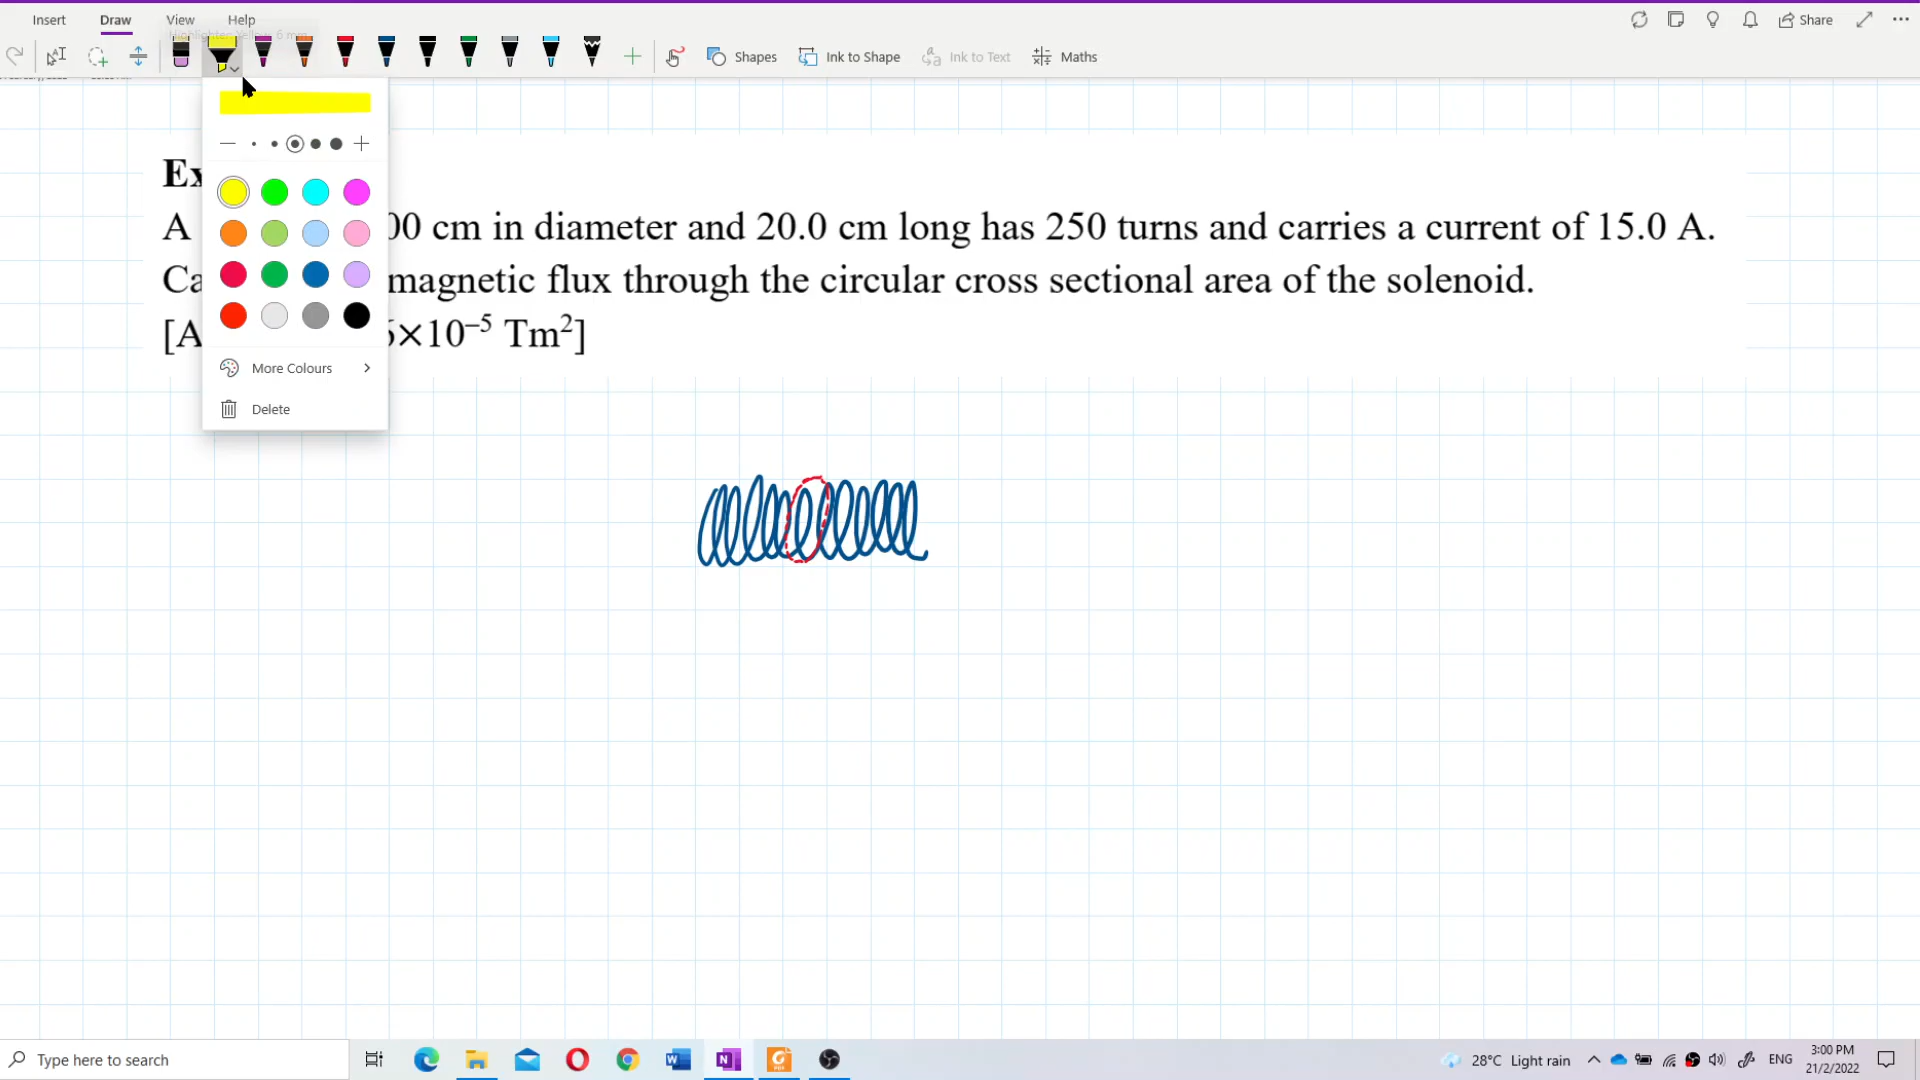 Insert Draw View Help
Share
Shapes Ink to Shape Ink to Text Maths
Ex
A 00 cm in diameter and 20.0 cm long has 250 turns and carries a current of 15.0 A.
Ca magnetic flux through the circular cross sectional area of the solenoid.
[A 6×10⁻⁵ Tm²]
More Colours
Delete
Type here to search
28°C Light rain
ENG
3:00 PM
21/2/2022